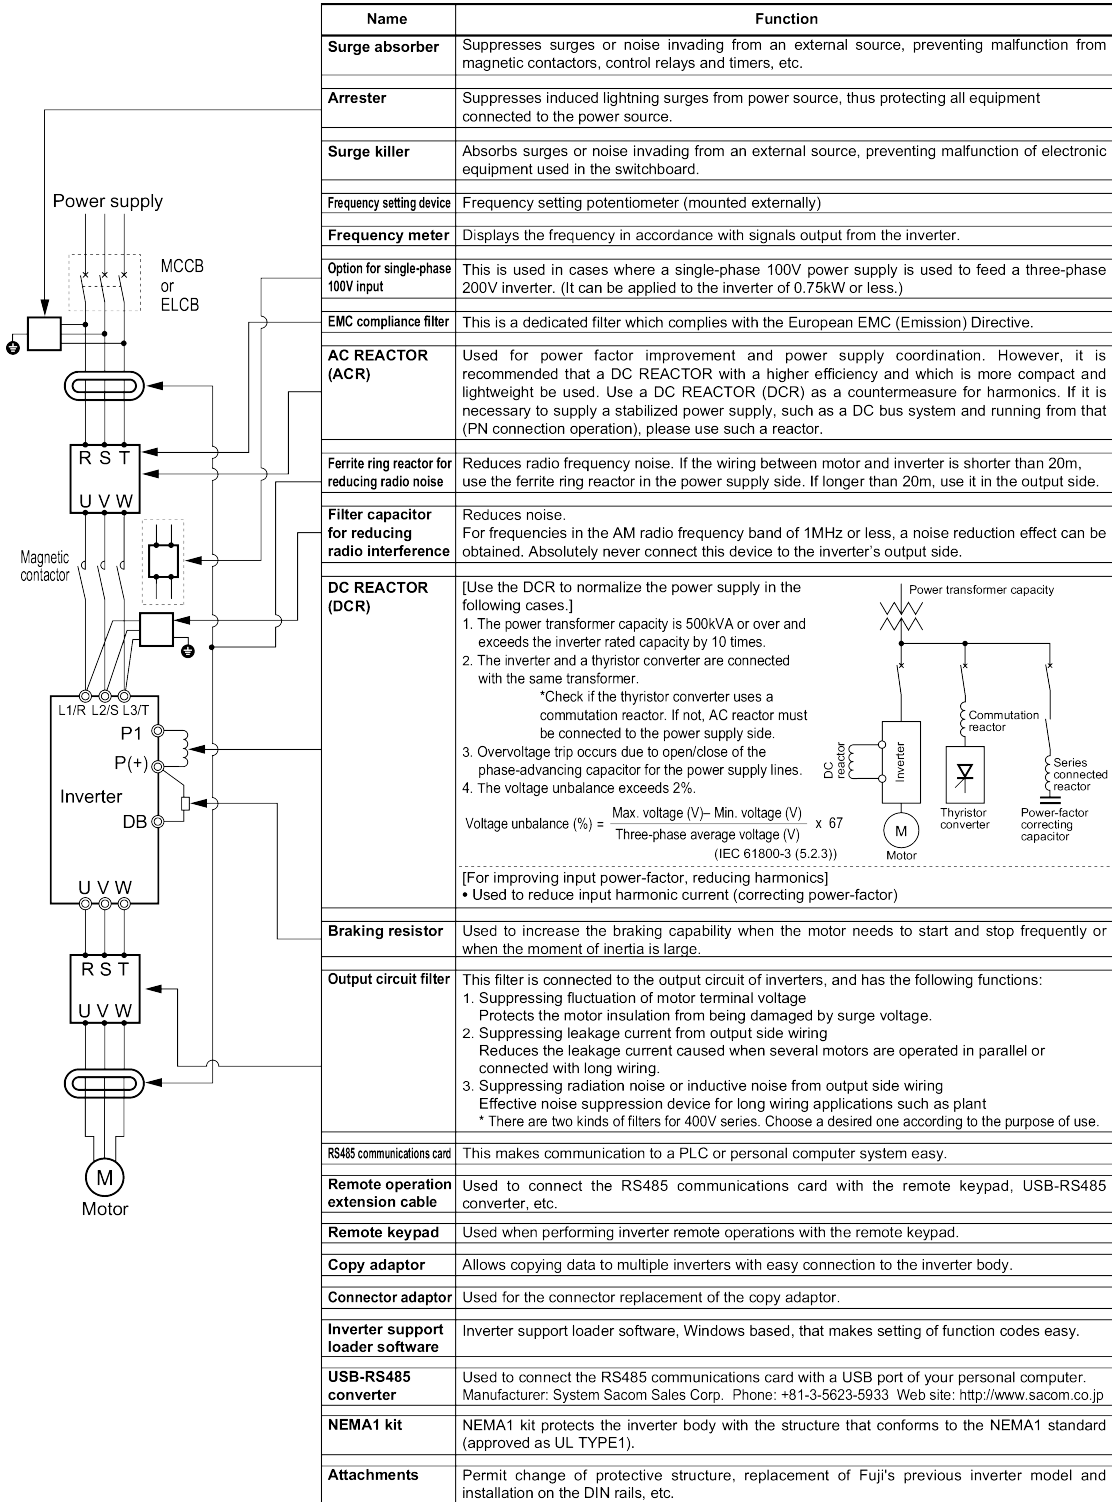 Name Function
Surge absorber Suppresses surges or noise invading from an external source, preventing malfunction from
magnetic contactors, control relays and timers, etc.
Arrester Suppresses induced lightning surges from power source, thus protecting all equipment
connected to the power source.
Surge killer Absorbs surges or noise invading from an external source, preventing malfunction of electronic
equipment used in the switchboard.
Frequency setting device Frequency setting potentiometer (mounted externally)
Frequency meter Displays the frequency in accordance with signals output from the inverter.
Option for single-phase
100V input
This is used in cases where a single-phase 100V power supply is used to feed a three-phase
200V inverter. (It can be applied to the inverter of 0.75kW or less.)
EMC compliance filter This is a dedicated filter which complies with the European EMC (Emission) Directive.
AC REACTOR
(ACR)
Used for power factor improvement and power supply coordination. However, it is
recommended that a DC REACTOR with a higher efficiency and which is more compact and
lightweight be used. Use a DC REACTOR (DCR) as a countermeasure for harmonics. If it is
necessary to supply a stabilized power supply, such as a DC bus system and running from that
(PN connection operation), please use such a reactor.
Ferrite ring reactor for
reducing radio noise
Reduces radio frequency noise. If the wiring between motor and inverter is shorter than 20m,
use the ferrite ring reactor in the power supply side. If longer than 20m, use it in the output side.
Filter capacitor
for reducing
radio interference
Reduces noise.
For frequencies in the AM radio frequency band of 1MHz or less, a noise reduction effect can be
obtained. Absolutely never connect this device to the inverter's output side.
DC REACTOR
(DCR)
[Use the DCR to normalize the power supply in the
following cases.]
1. The power transformer capacity is 500kVA or over and
exceeds the inverter rated capacity by 10 times.
2. The inverter and a thyristor converter are connected
with the same transformer.
*Check if the thyristor converter uses a
commutation reactor. If not, AC reactor must
be connected to the power supply side.
3. Overvoltage trip occurs due to open/close of the
phase-advancing capacitor for the power supply lines.
4. The voltage unbalance exceeds 2%.
Voltage unbalance (%) = Max. voltage (V)– Min. voltage (V) x 67
Three-phase average voltage (V)
(IEC 61800-3 (5.2.3))
Power transformer capacity
Commutation
reactor
DC
reactor
Inverter
Series
connected
reactor
Thyristor
converter
Power-factor
correcting
capacitor
M
Motor
[For improving input power-factor, reducing harmonics]
• Used to reduce input harmonic current (correcting power-factor)
Braking resistor Used to increase the braking capability when the motor needs to start and stop frequently or
when the moment of inertia is large.
Output circuit filter This filter is connected to the output circuit of inverters, and has the following functions:
1. Suppressing fluctuation of motor terminal voltage
Protects the motor insulation from being damaged by surge voltage.
2. Suppressing leakage current from output side wiring
Reduces the leakage current caused when several motors are operated in parallel or
connected with long wiring.
3. Suppressing radiation noise or inductive noise from output side wiring
Effective noise suppression device for long wiring applications such as plant
* There are two kinds of filters for 400V series. Choose a desired one according to the purpose of use.
RS485 communications card This makes communication to a PLC or personal computer system easy.
Remote operation
extension cable
Used to connect the RS485 communications card with the remote keypad, USB-RS485
converter, etc.
Remote keypad Used when performing inverter remote operations with the remote keypad.
Copy adaptor Allows copying data to multiple inverters with easy connection to the inverter body.
Connector adaptor Used for the connector replacement of the copy adaptor.
Inverter support
loader software
Inverter support loader software, Windows based, that makes setting of function codes easy.
USB-RS485
converter
Used to connect the RS485 communications card with a USB port of your personal computer.
Manufacturer: System Sacom Sales Corp. Phone: +81-3-5623-5933 Web site: http://www.sacom.co.jp
NEMA1 kit NEMA1 kit protects the inverter body with the structure that conforms to the NEMA1 standard
(approved as UL TYPE1).
Attachments Permit change of protective structure, replacement of Fuji's previous inverter model and
installation on the DIN rails, etc.
Power supply
MCCB
or
ELCB
R S T
U V W
Magnetic
contactor
L1/R L2/S L3/T
P1
P(+)
Inverter
DB
U V W
R S T
U V W
M
Motor